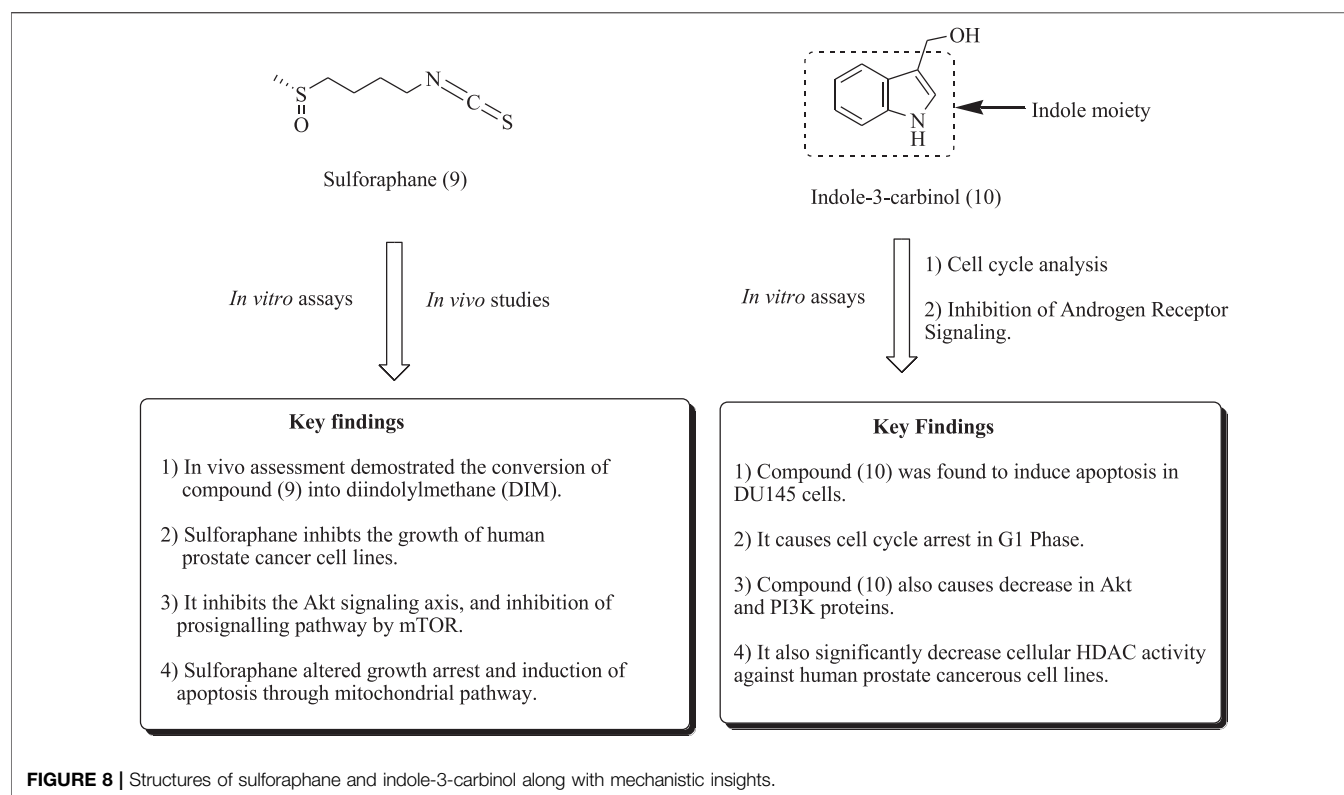 OH
N
C
S
S
O
N
H
Indole moiety
Sulforaphane (9)
Indole-3-carbinol (10)
In vitro assays
In vivo studies
In vitro assays
1) Cell cycle analysis
2) Inhibition of Androgen Receptor
Signaling.
Key findings
1) In vivo assessment demostrated the conversion of
compound (9) into diindolylmethane (DIM).
2) Sulforaphane inhibts the growth of human
prostate cancer cell lines.
3) It inhibits the Akt signaling axis, and inhibition of
prosignalling pathway by mTOR.
4) Sulforaphane altered growth arrest and induction of
apoptosis through mitochondrial pathway.
Key Findings
1) Compound (10) was found to induce apoptosis in
DU145 cells.
2) It causes cell cycle arrest in G1 Phase.
3) Compound (10) also causes decrease in Akt
and PI3K proteins.
4) It also significantly decrease cellular HDAC activity
against human prostate cancerous cell lines.
FIGURE 8 | Structures of sulforaphane and indole-3-carbinol along with mechanistic insights.